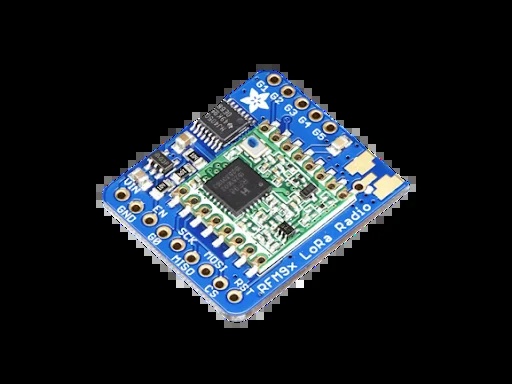 G1
G2
G3
G4
G5
VIN
GND
EN
G0
SCK
MISO
MOSI
CS
RST
RFM9x LoRa Radio